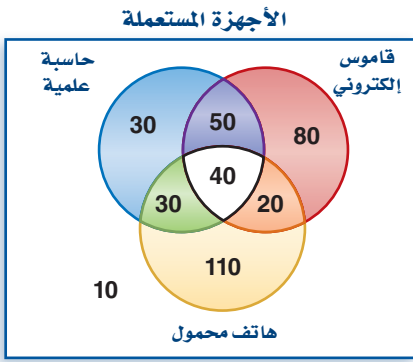 الأجهزة المستعملة
قاموس
إلكتروني
حاسبة
علمية
30
50
80
40
30
20
110
10
هاتف محمول